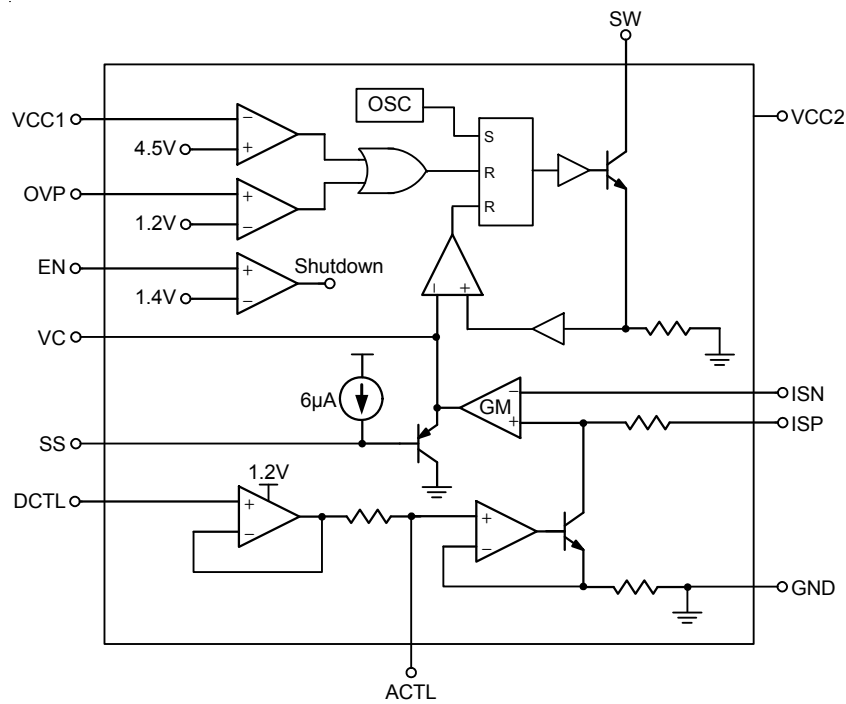 SW
VCC1
−
4.5V
+
OSC
VCC2
S
R
R
OVP
+
1.2V
−
EN
+
Shutdown
1.4V
−
− +
VC
6µA
GM
−
+
ISN
ISP
SS
1.2V
DCTL
+
−
+
−
GND
ACTL